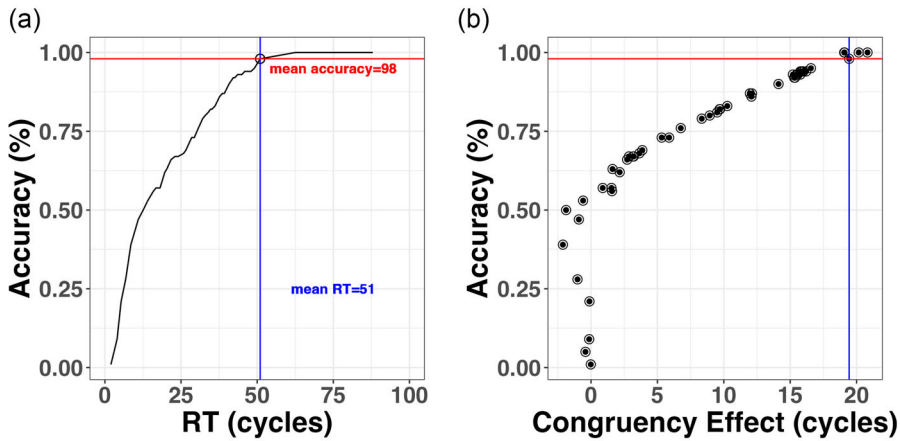 (a)
1.00
0.75
0.50
0.25
0.00
Accuracy (%)
mean accuracy=98
mean RT=51
0 25 50 75 100
RT (cycles)
(b)
1.00
0.75
0.50
0.25
0.00
Accuracy (%)
0 5 10 15 20
Congruency Effect (cycles)